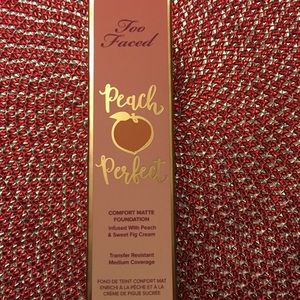 Too
Faced
Peach
Perfect
COMFORT MATTE
FOUNDATION
Infused With Peach
& Sweet Fig Cream
Transfer Resistant
Medium Coverage
FOND DE TEINT CONFORT MAT
ENRICHI À LA PÊCHE ET À LA
CRÈME DE FIGUE SUCRÉE